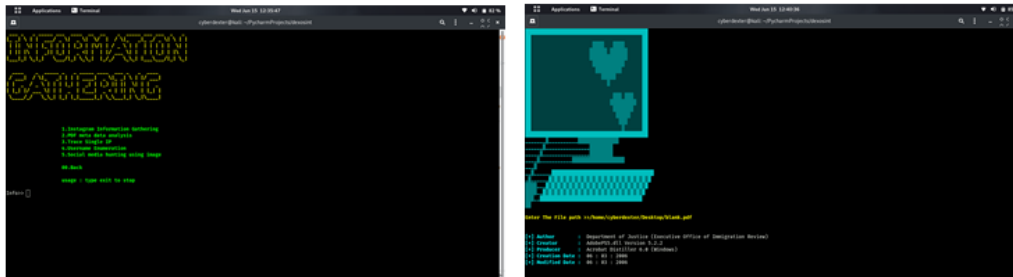 Applications Terminal Wed Jun 15 12:35:47 82 %
cyberdexter@kali: ~/PycharmProjects/dexosint
INFORMATION
GATHERING
1.Instagram Information Gathering
2.PDF meta data analysis
3.Trace Single IP
4.Username Enumeration
5.Social media hunting using image
00.Back
usage : type exit to stop
Info>>
Applications Terminal Wed Jun 15 12:40:36
cyberdexter@kali: ~/PycharmProjects/dexosint
Enter The File path >>/home/cyberdexter/Desktop/blank.pdf
[+] Author : Department of Justice (Executive Office of Immigration Review)
[+] Creator : AdobePS5.dll Version 5.2.2
[+] Producer : Acrobat Distiller 6.0 (Windows)
[+] Creation-Date : 06 : 03 : 2006
[+] Modified-Date : 06 : 03 : 2006